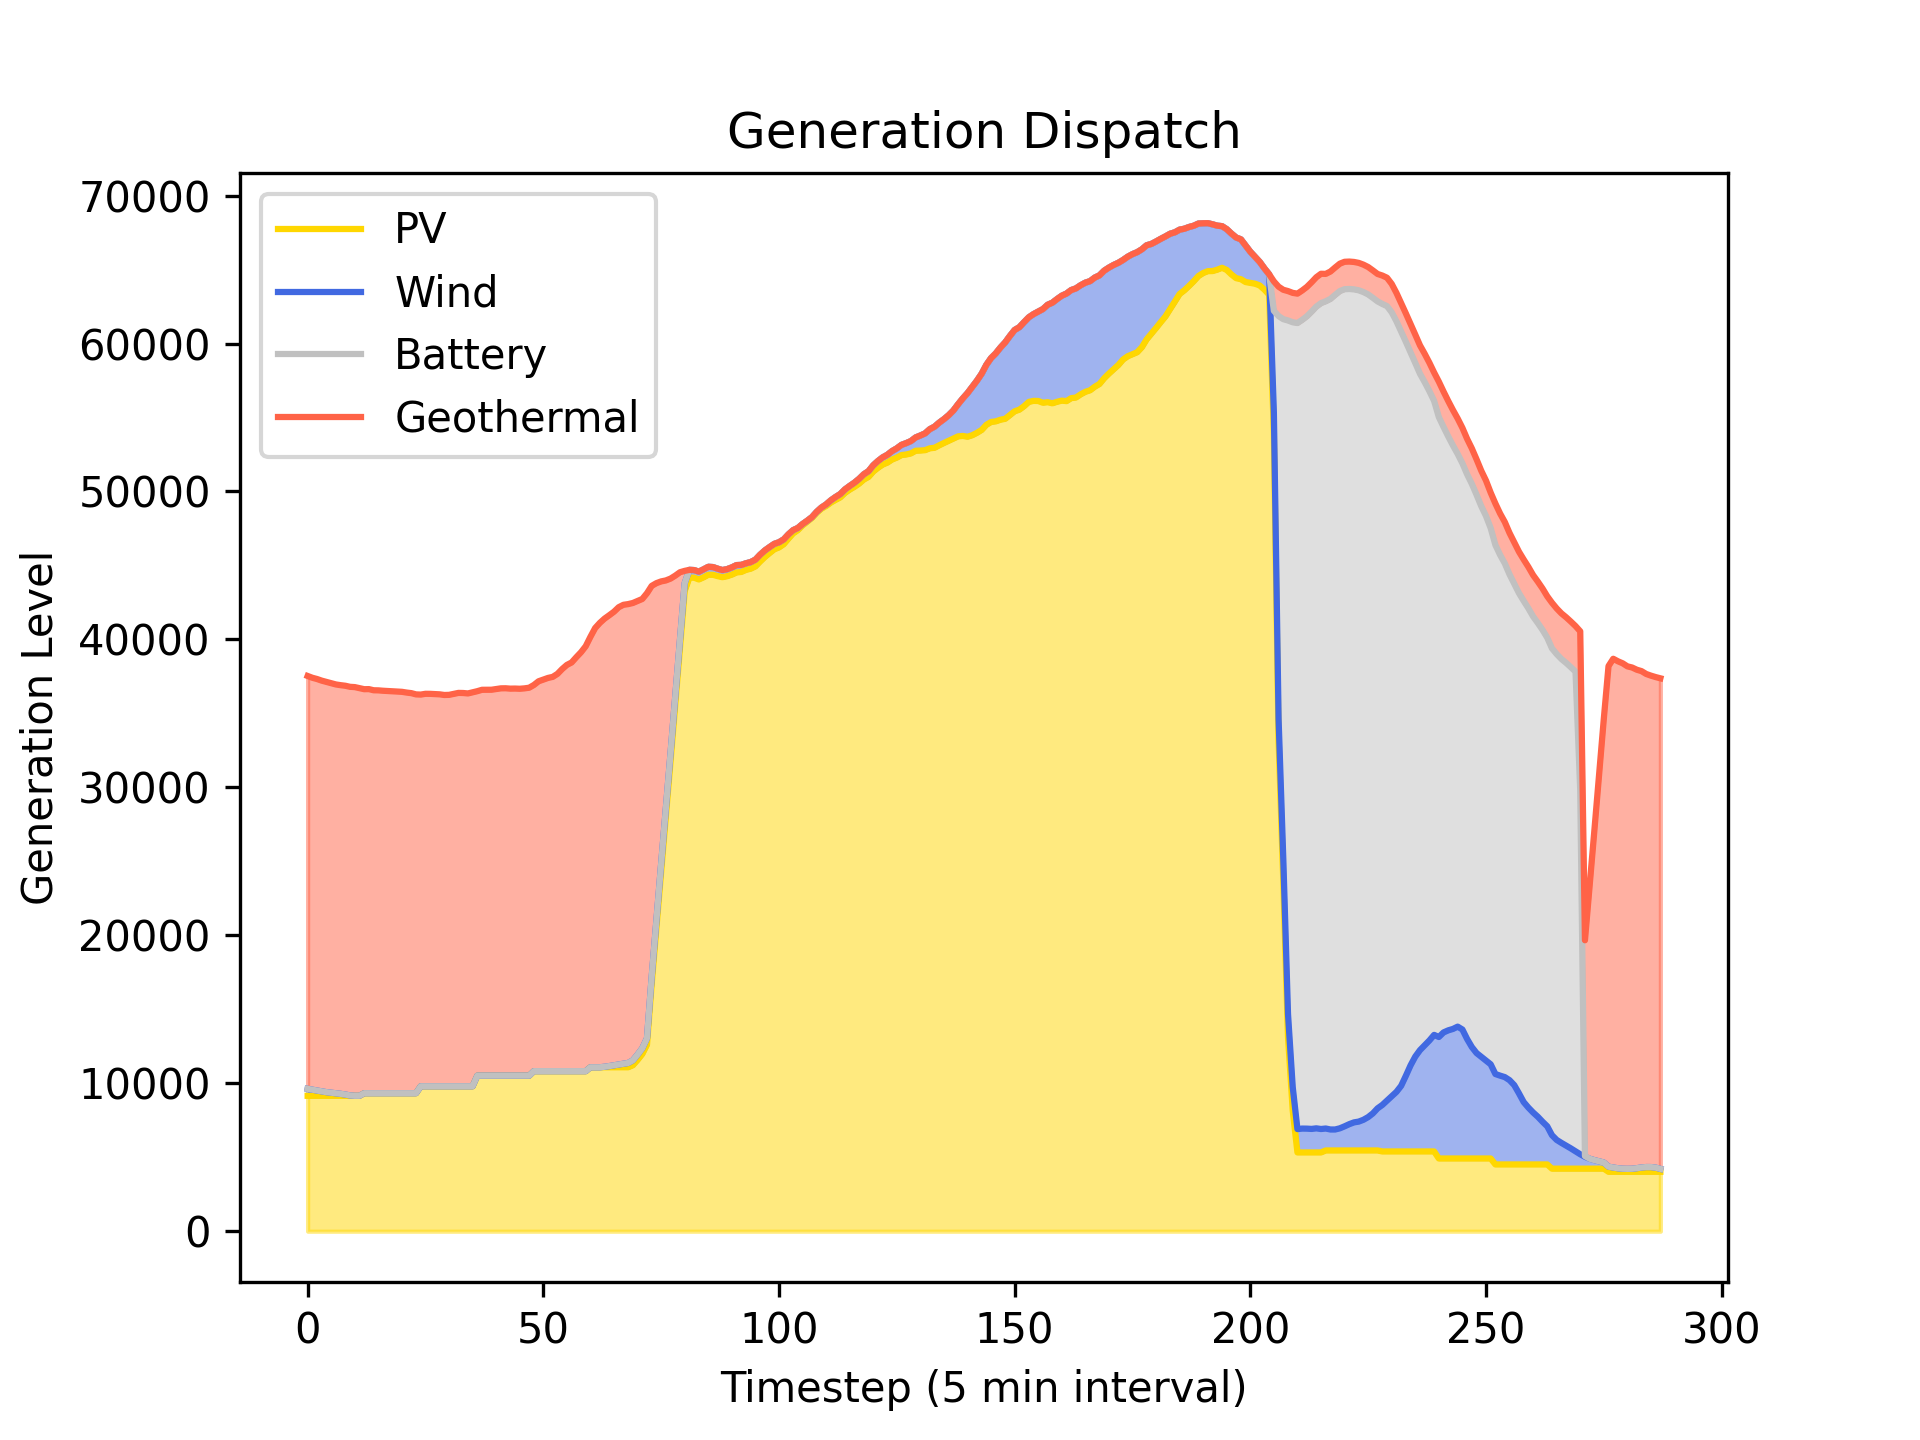 Generation Dispatch
PV
Wind
Battery
Geothermal
70000
60000
50000
40000
30000
20000
10000
0
Generation Level
0 50 100 150 200 250 300
Timestep (5 min interval)